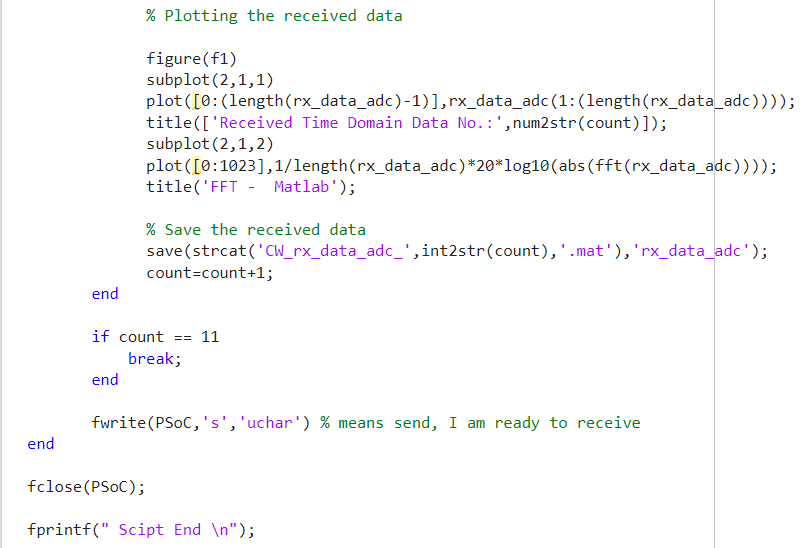 % Plotting the received data
figure(f1)
subplot(2,1,1)
plot([0:(length(rx_data_adc)-1)],rx_data_adc(1:(length(rx_data_adc))));
title(['Received Time Domain Data No.:',num2str(count)]);
subplot(2,1,2)
plot([0:1023],1/length(rx_data_adc)*20*log10(abs(fft(rx_data_adc))));
title('FFT -  Matlab');
% Save the received data
save(strcat('CW_rx_data_adc_',int2str(count),'.mat'),'rx_data_adc');
count=count+1;
end
if count == 11
break;
end
fwrite(PSoC,'s','uchar') % means send, I am ready to receive
end
fclose(PSoC);
fprintf(" Scipt End \n");